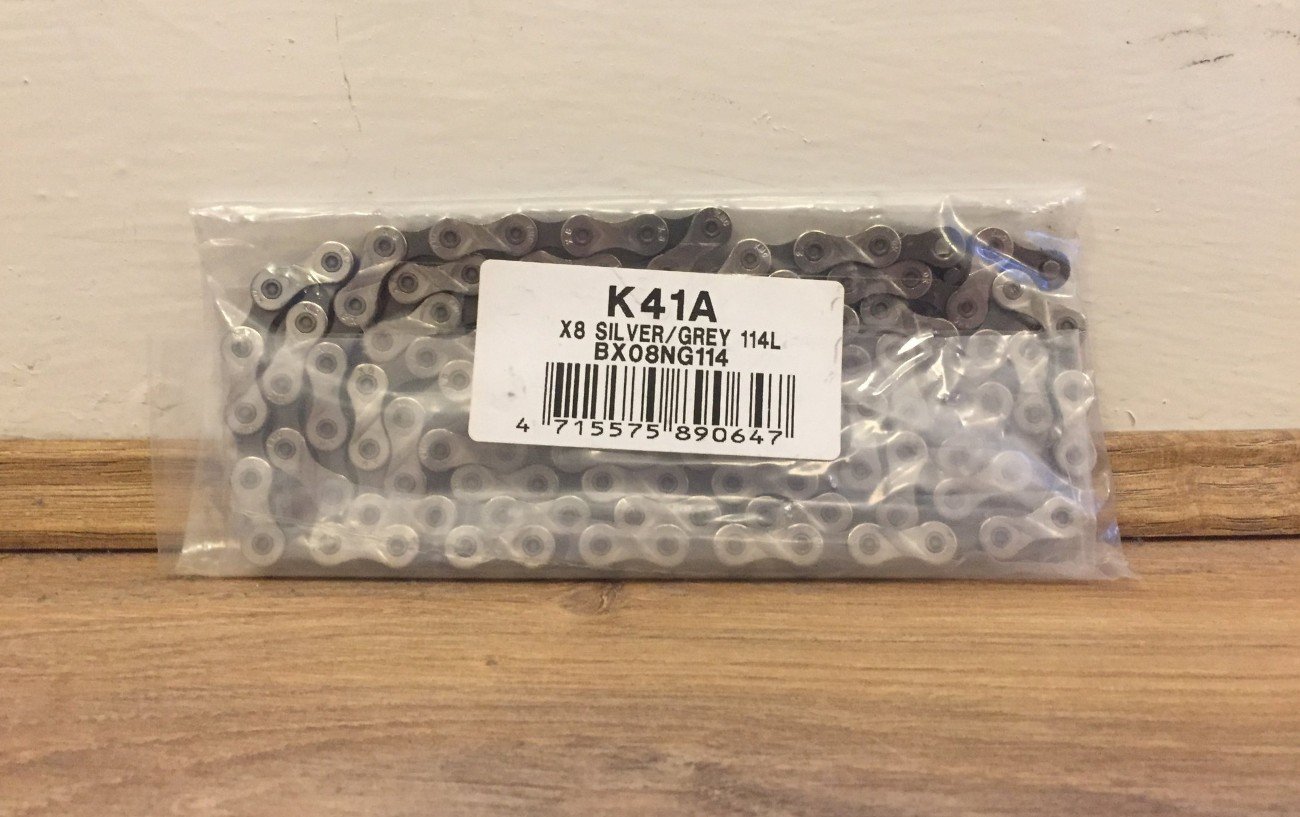 K41A
X8 SILVER/GREY 114L
BX08NG114
4 715575 890647